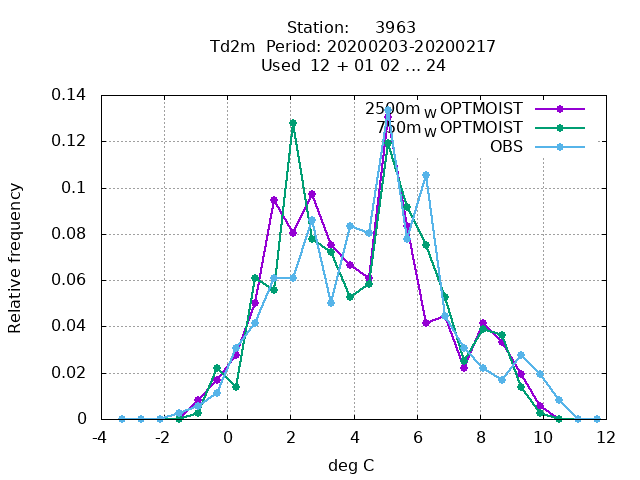 Station: 3963
Td2m Period: 20200203-20200217
Used 12 + 01 02 ... 24
2500m W OPTMOIST
750m W OPTMOIST
OBS
Relative frequency
0.14
0.12
0.1
0.08
0.06
0.04
0.02
0
-4 -2 0 2 4 6 8 10 12
deg C